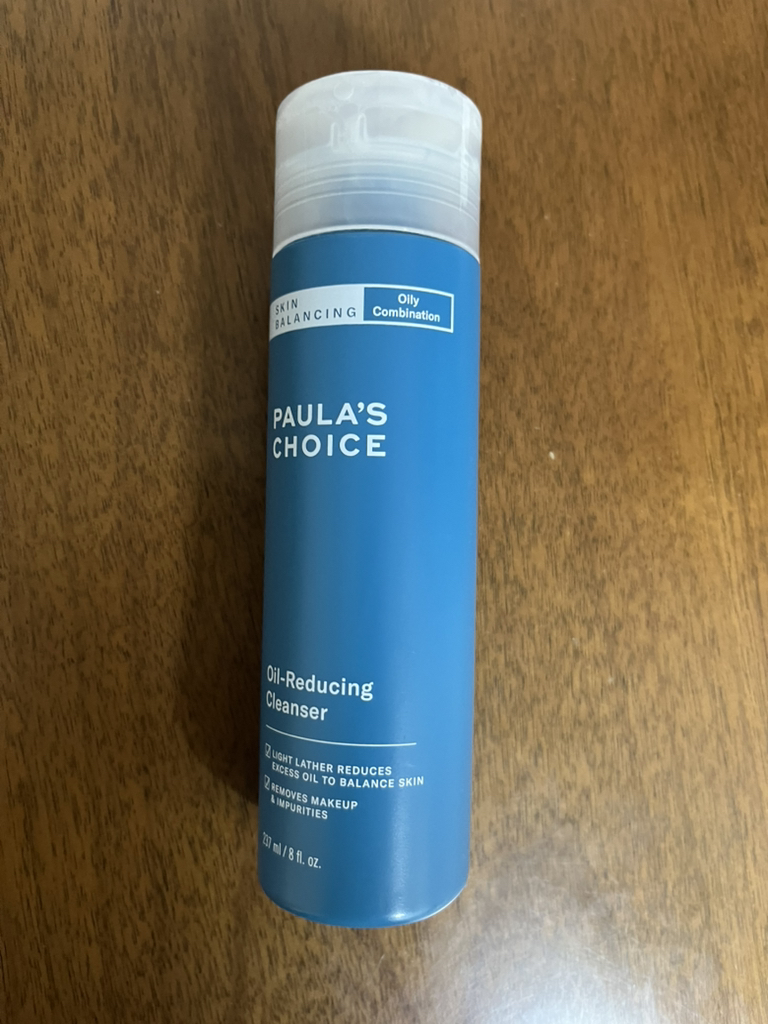 SKIN
BALANCING
Oily
Combination
PAULA'S
CHOICE
Oil-Reducing
Cleanser
LIGHT LATHER REDUCES
EXCESS OIL TO BALANCE SKIN
REMOVES MAKEUP
& IMPURITIES
237 ml / 8 fl. oz.